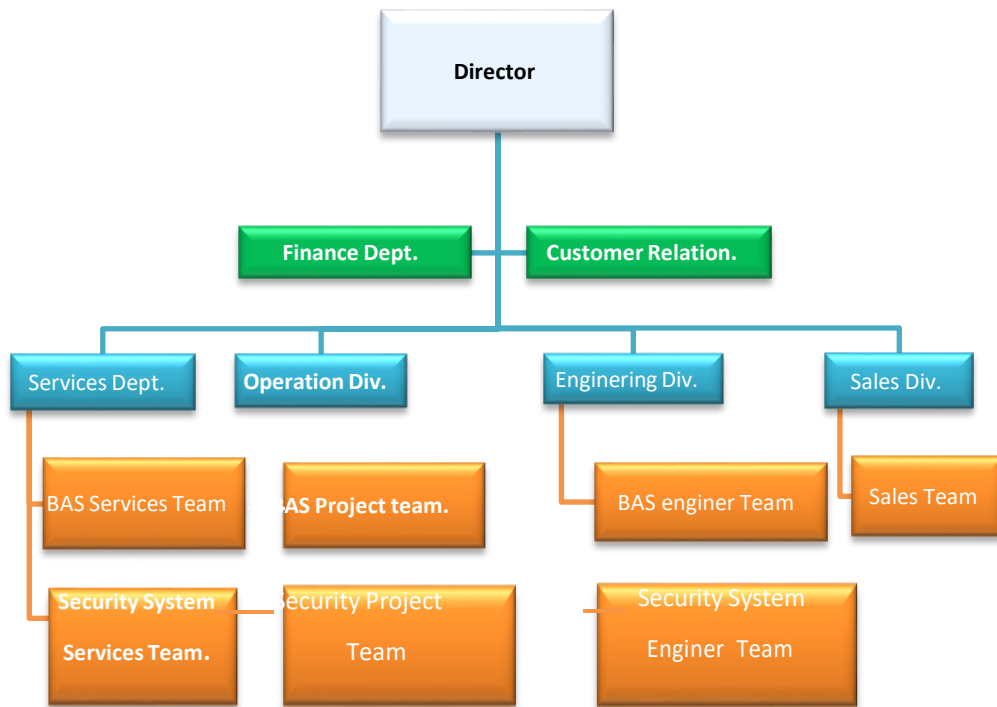 Director
Finance Dept.
Customer Relation.
Services Dept.
Operation Div.
Enginering Div.
Sales Div.
BAS Services Team
BAS Project team.
BAS enginer Team
Sales Team
Security System
Services Team.
Security Project
Team
Security System
Enginer Team